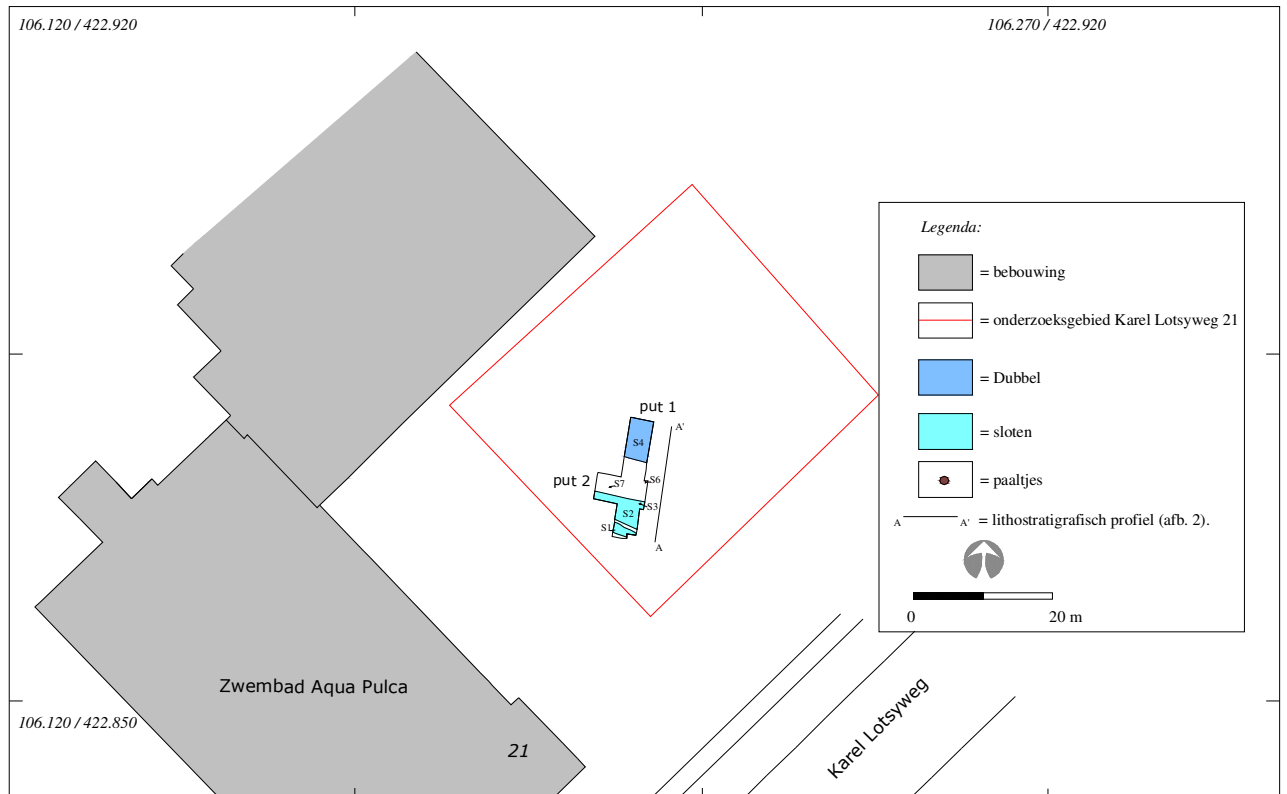 106.120 / 422.920
106.270 / 422.920
Legenda:
= bebouwing
= onderzoeksgebied Karel Lotsyweg 21
= Dubbel
= sloten
= paaltjes
A A' = lithostratigrafisch profiel (afb. 2).
0 20 m
put 1
A'
S4
put 2
S7
S6
S3
S2
S1
A
Zwembad Aqua Pulca
21
Karel Lotsyweg
106.120 / 422.850